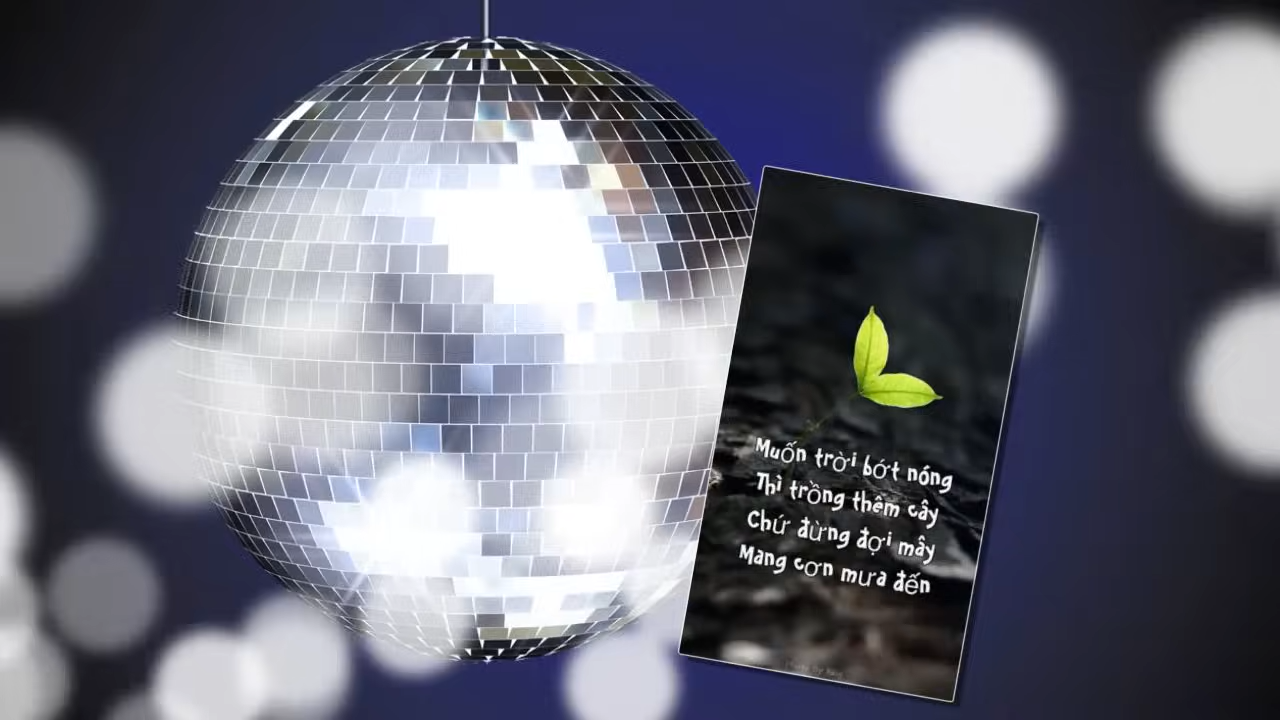 Muốn trời bớt nóng
Thì trồng thêm cây
Chứ đừng đợi mây
Mang cơn mưa đến